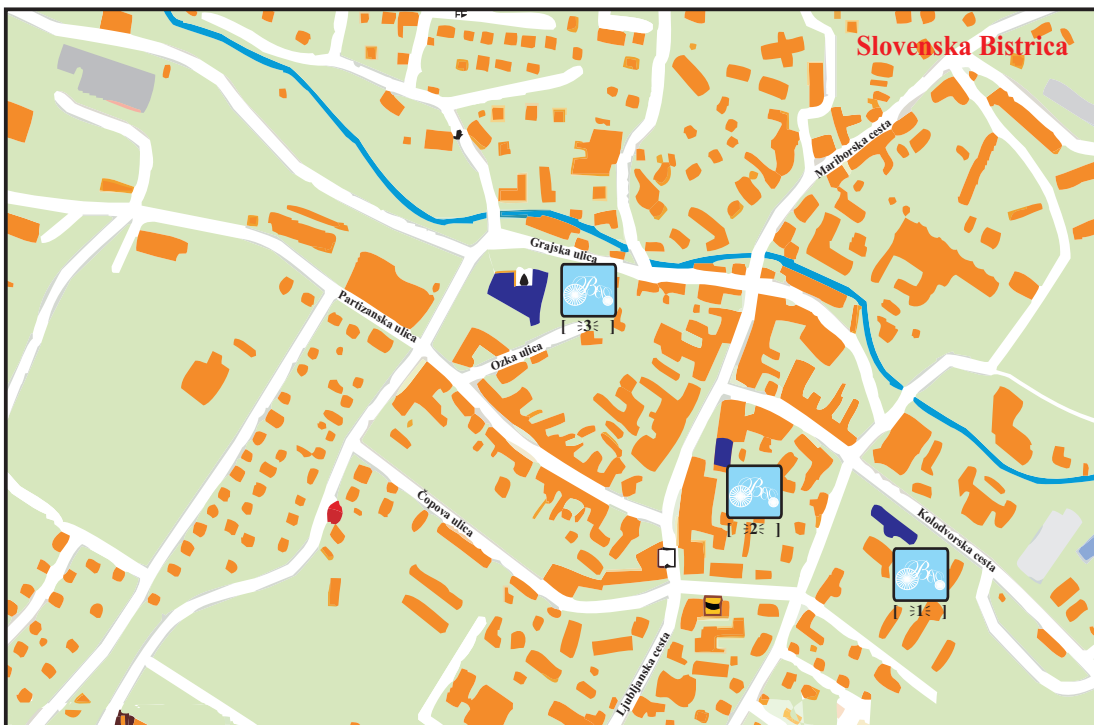 Slovenska Bistrica
Mariborska cesta
Grajska ulica
Bis
[ 3 ]
Partizanska ulica
Ozka ulica
Čopova ulica
[ 2 ]
Kolodvorska cesta
[ 1 ]
Ljubljanska cesta